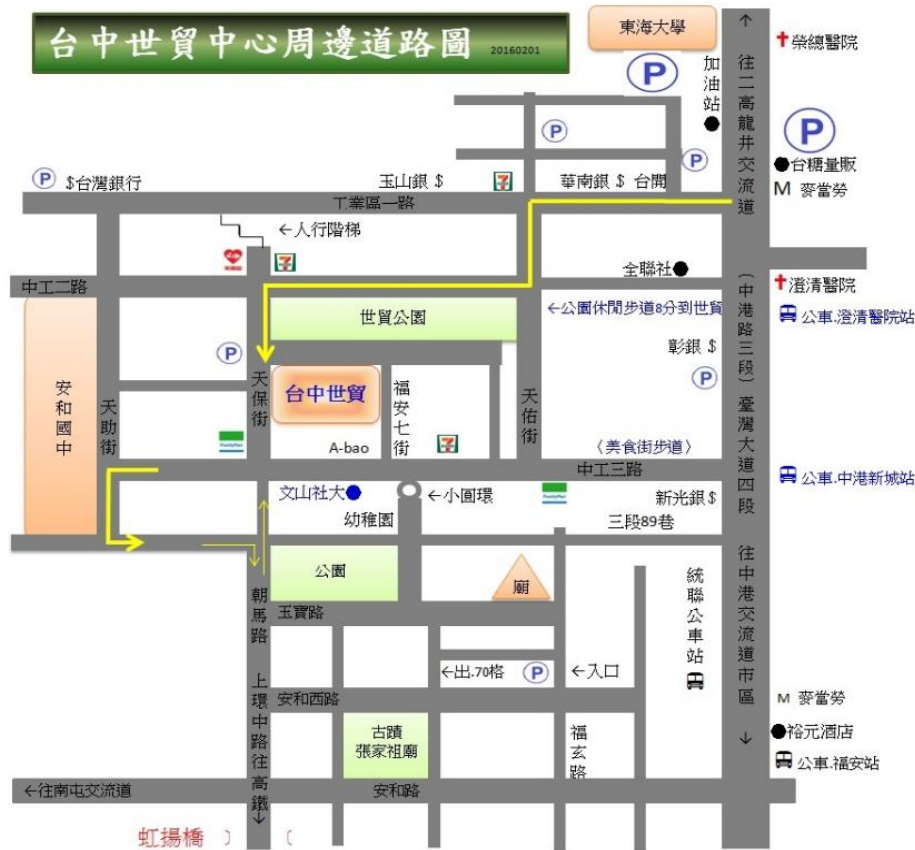 台中世貿中心周邊道路圖 20160201
東海大學
P
加油站
往二高龍井交流道
榮總醫院
P
P
P
台糖量販
M 麥當勞
P $台灣銀行
玉山銀 $
7
華南銀 $ 台開
工業區一路
←人行階梯
7
全聯社
中工二路
(中港路三段)臺灣大道四段
澄清醫院
公車.澄清醫院站
世貿公園
←公園休閒步道8分到世貿
彰銀 $
P
P
安和國中
天助街
天保街
台中世貿
福安七街
天佑街
FamilyMart
A-bao
7
〈美食街步道〉
中工三路
公車.中港新城站
文山社大
←小圓環
FamilyMart
新光銀 $
幼稚園
三段89巷
公園
廟
統聯公車站
往中港交流道市區
朝馬路
玉寶路
←出.70格 P
←入口
上環中路往高鐵
安和西路
M 麥當勞
古蹟
張家祖廟
福玄路
裕元酒店
公車.福安站
←往南屯交流道
安和路
虹揚橋 ) (